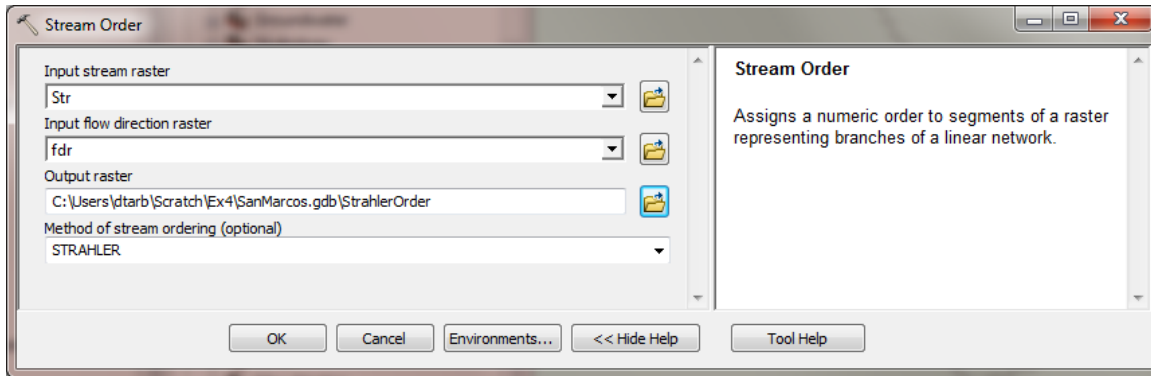 Stream Order
Input stream raster
Str
Input flow direction raster
fdr
Output raster
C:\Users\dtarb\Scratch\Ex4\SanMarcos.gdb\StrahlerOrder
Method of stream ordering (optional)
STRAHLER
Stream Order
Assigns a numeric order to segments of a raster
representing branches of a linear network.
OK Cancel Environments... << Hide Help Tool Help